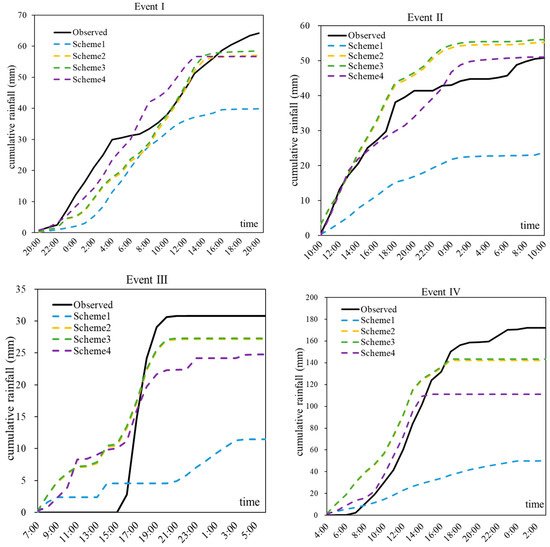 Event I
cumulative rainfall (mm)
70
60
50
40
30
20
10
0
Observed
Scheme1
Scheme2
Scheme3
Scheme4
time
20:00 22:00 0:00 2:00 4:00 6:00 8:00 10:00 12:00 14:00 16:00 18:00 20:00
Event II
cumulative rainfall (mm)
60
50
40
30
20
10
0
Observed
Scheme1
Scheme2
Scheme3
Scheme4
time
10:00 12:00 14:00 16:00 18:00 20:00 22:00 0:00 2:00 4:00 6:00 8:00 10:00
Event III
cumulative rainfall (mm)
35
30
25
20
15
10
5
0
Observed
Scheme1
Scheme2
Scheme3
Scheme4
time
7:00 9:00 11:00 13:00 15:00 17:00 19:00 21:00 23:00 1:00 3:00 5:00
Event IV
cumulative rainfall (mm)
200
180
160
140
120
100
80
60
40
20
0
Observed
Scheme1
Scheme2
Scheme3
Scheme4
time
4:00 6:00 8:00 10:00 12:00 14:00 16:00 18:00 20:00 22:00 0:00 2:00